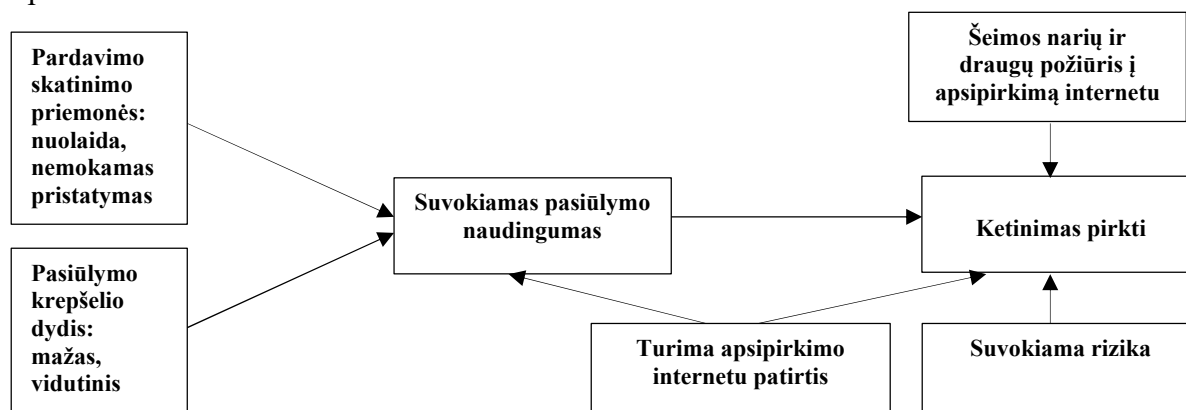 Pardavimo
skatinimo
priemonės:
nuolaida,
nemokamas
pristatymas
Pasiūlymo
krepšelio
dydis:
mažas,
vidutinis
Suvokiamas pasiūlymo
naudingumas
Turima apsipirkimo
internetu patirtis
Šeimos narių ir
draugų požiūris į
apsipirkimą internetu
Ketinimas pirkti
Suvokiama rizika